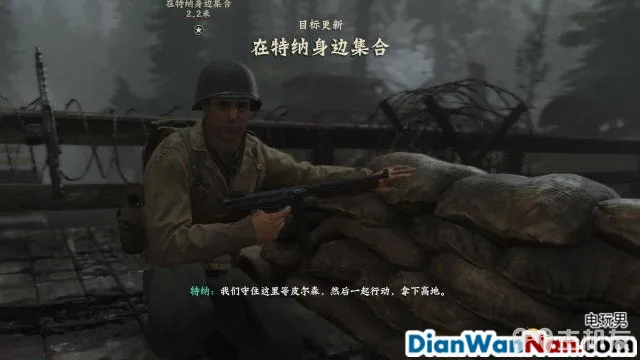 在特纳身边集合
2.2米
目标更新
在特纳身边集合
特纳：我们守住这里等皮尔森，然后一起行动，拿下高地。
电玩男
DianWanNan.com